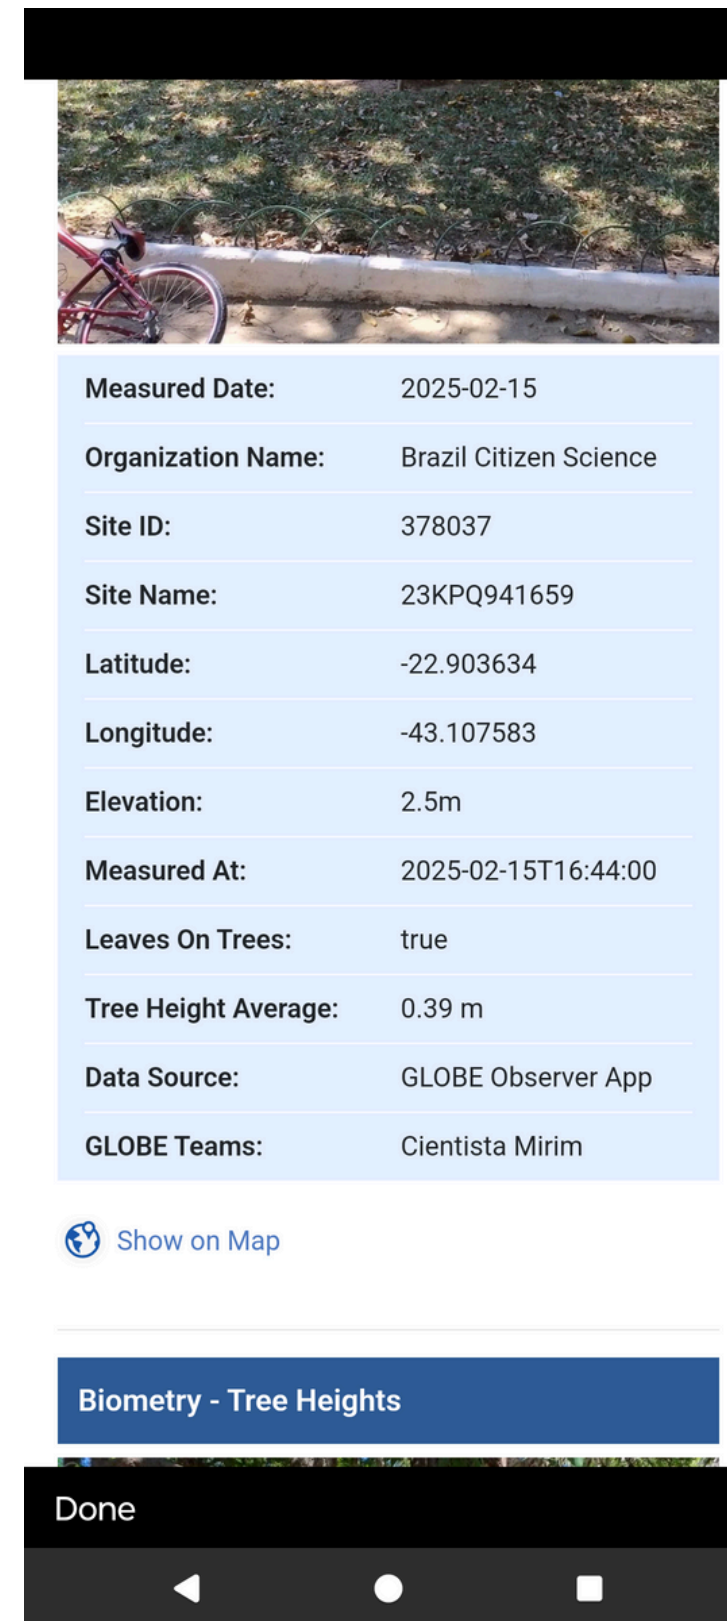 Measured Date: 2025-02-15
Organization Name: Brazil Citizen Science
Site ID: 378037
Site Name: 23KPQ941659
Latitude: -22.903634
Longitude: -43.107583
Elevation: 2.5m
Measured At: 2025-02-15T16:44:00
Leaves On Trees: true
Tree Height Average: 0.39 m
Data Source: GLOBE Observer App
GLOBE Teams: Cientista Mirim
Show on Map
Biometry - Tree Heights
Done